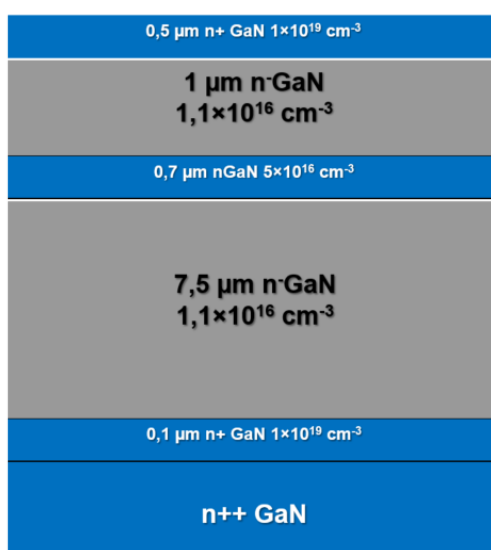 0,5 µm n+ GaN 1×10¹⁹ cm⁻³
1 µm n⁻GaN
1,1×10¹⁶ cm⁻³
0,7 µm nGaN 5×10¹⁶ cm⁻³
7,5 µm n⁻GaN
1,1×10¹⁶ cm⁻³
0,1 µm n+ GaN 1×10¹⁹ cm⁻³
n++ GaN